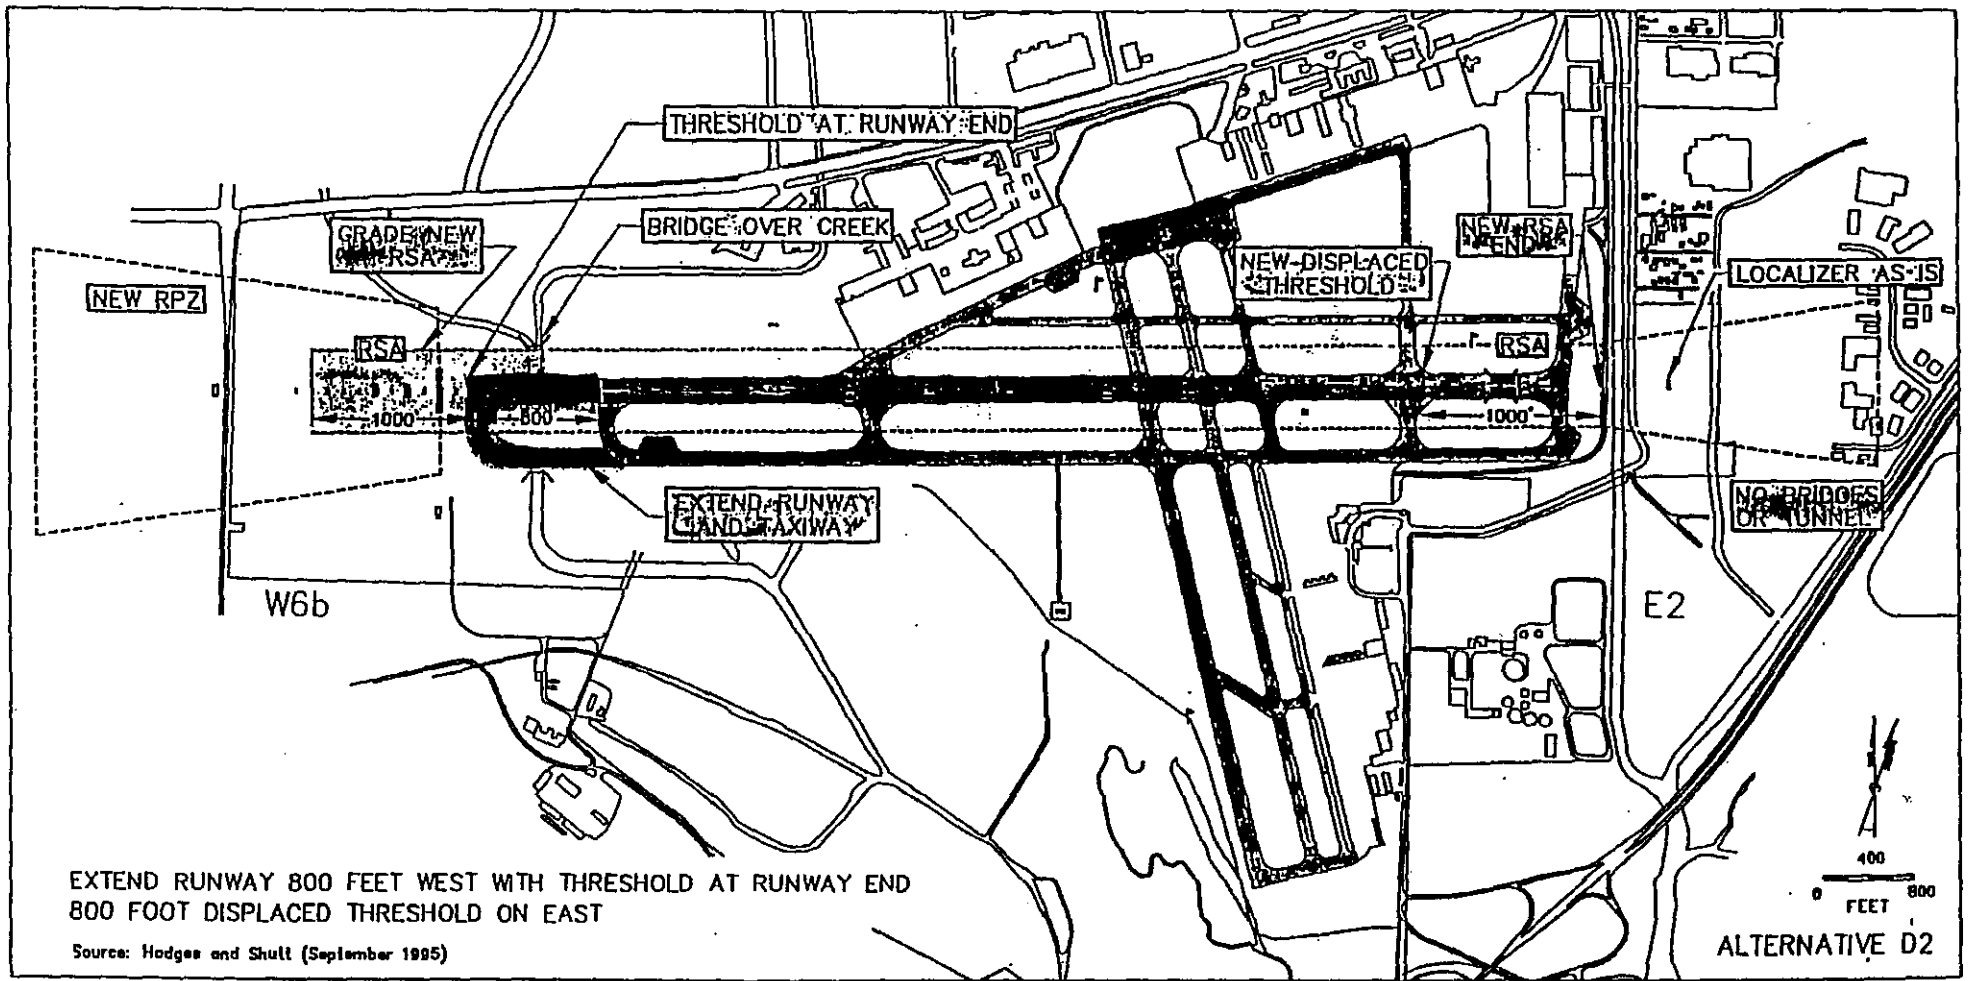 THRESHOLD AT RUNWAY END
BRIDGE OVER CREEK
GRADE NEW
RSA
NEW RPZ
NEW RSA
END
NEW DISPLACED
THRESHOLD
LOCALIZER AS IS
RSA
RSA
1000'
800'
1000'
EXTEND RUNWAY
AND TAXIWAY
NO BRIDGES
OR TUNNEL
W6b
E2
EXTEND RUNWAY 800 FEET WEST WITH THRESHOLD AT RUNWAY END
800 FOOT DISPLACED THRESHOLD ON EAST
Source: Hodges and Shutt (September 1995)
400
0 800
FEET
ALTERNATIVE D2